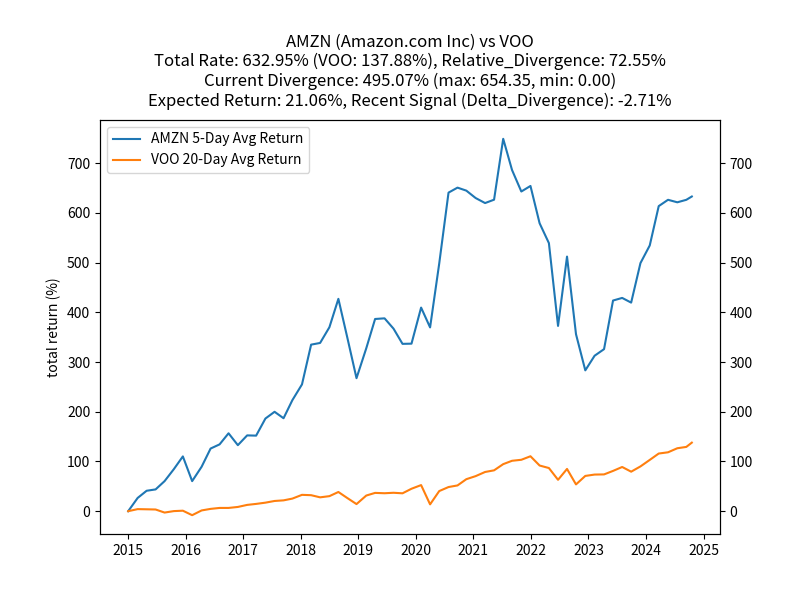 AMZN (Amazon.com Inc) vs VOO
Total Rate: 632.95% (VOO: 137.88%), Relative_Divergence: 72.55%
Current Divergence: 495.07% (max: 654.35, min: 0.00)
Expected Return: 21.06%, Recent Signal (Delta_Divergence): -2.71%
AMZN 5-Day Avg Return
VOO 20-Day Avg Return
total return (%)
700 700
600 600
500 500
400 400
300 300
200 200
100 100
0 0
2015 2016 2017 2018 2019 2020 2021 2022 2023 2024 2025